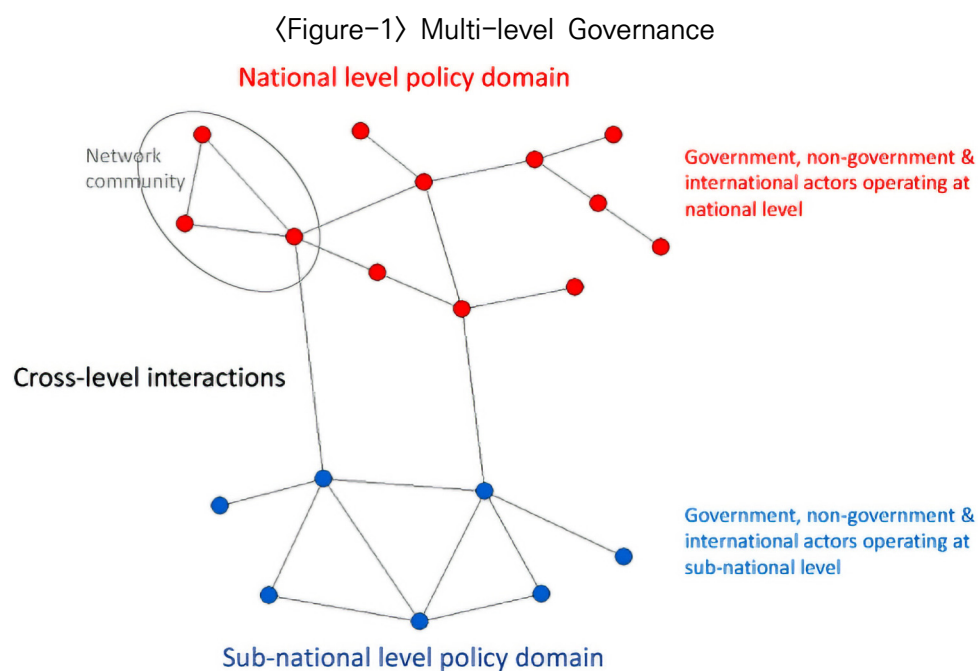 〈Figure-1〉 Multi-level Governance
National level policy domain
Network
community
Government, non-government &
international actors operating at
national level
Cross-level interactions
Government, non-government &
international actors operating at
sub-national level
Sub-national level policy domain